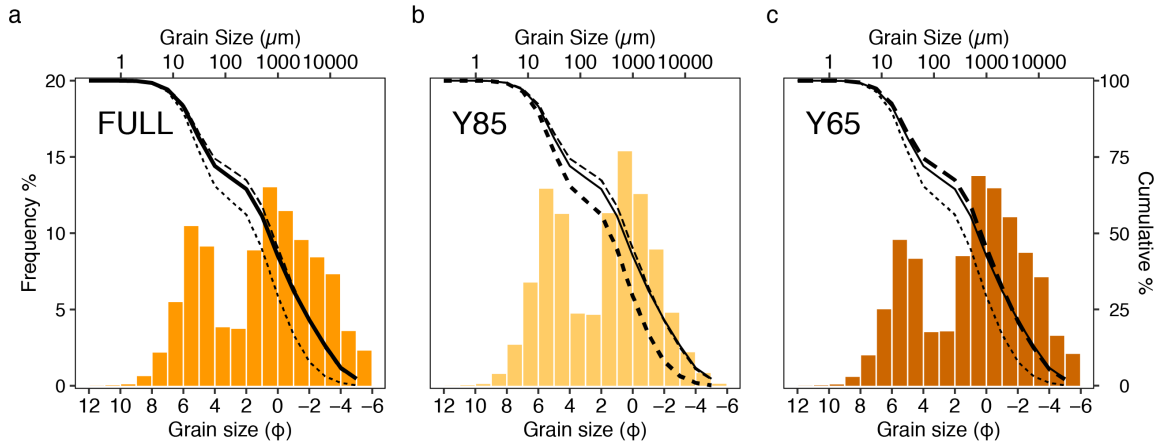 a
b
c
Grain Size (μm)
Grain Size (μm)
Grain Size (μm)
1 10 100 1000 10000
1 10 100 1000 10000
1 10 100 1000 10000
FULL
Y85
Y65
Frequency %
20
15
10
5
0
Cumulative %
100
75
50
25
0
12 10 8 6 4 2 0 −2 −4 −6
12 10 8 6 4 2 0 −2 −4 −6
12 10 8 6 4 2 0 −2 −4 −6
Grain size (ϕ)
Grain size (ϕ)
Grain size (ϕ)